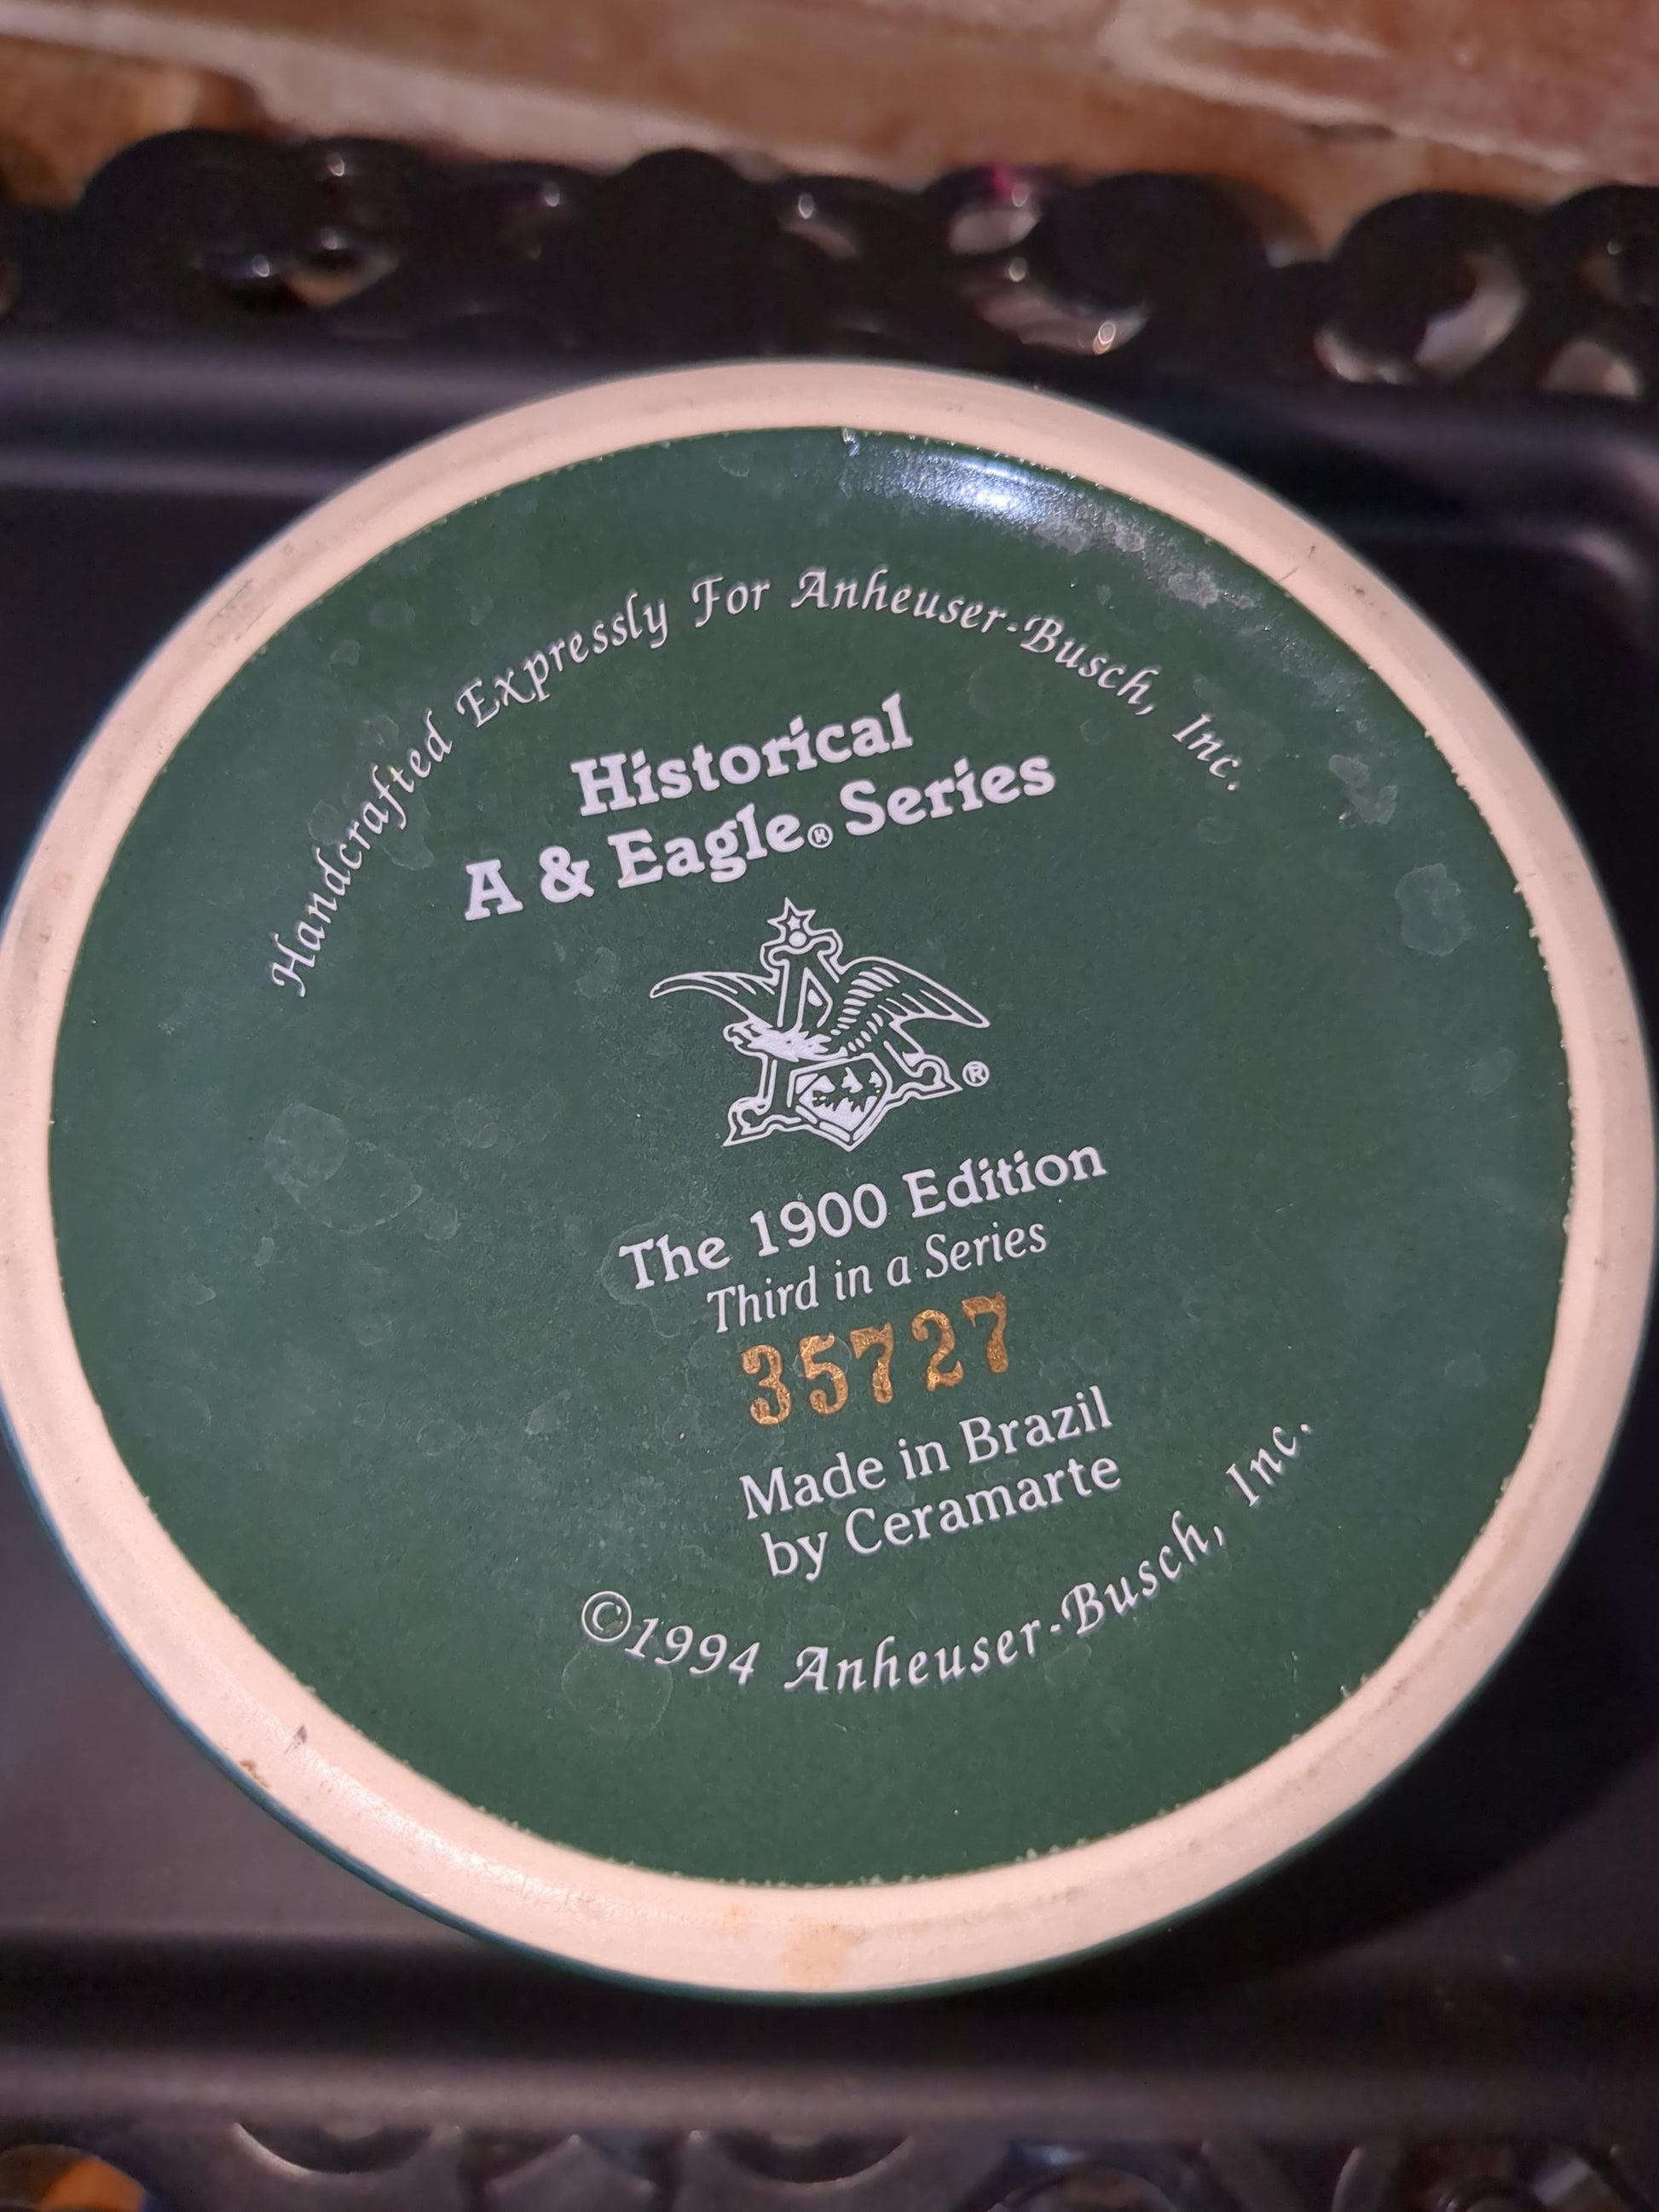 Handcrafted Expressly For Anheuser-Busch, Inc.
Historical
A & Eagle® Series
A
®
The 1900 Edition
Third in a Series
35727
Made in Brazil
by Ceramarte
©1994 Anheuser-Busch, Inc.